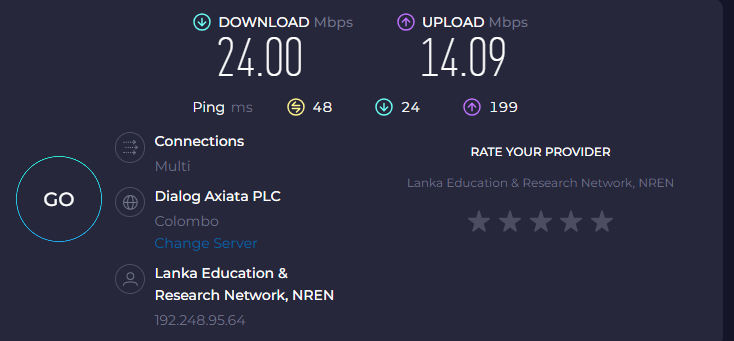 DOWNLOAD Mbps UPLOAD Mbps
24.00 14.09
Ping ms 48 24 199
Connections
Multi
RATE YOUR PROVIDER
Lanka Education & Research Network, NREN
GO
Dialog Axiata PLC
Colombo
Change Server
Lanka Education &
Research Network, NREN
192.248.95.64